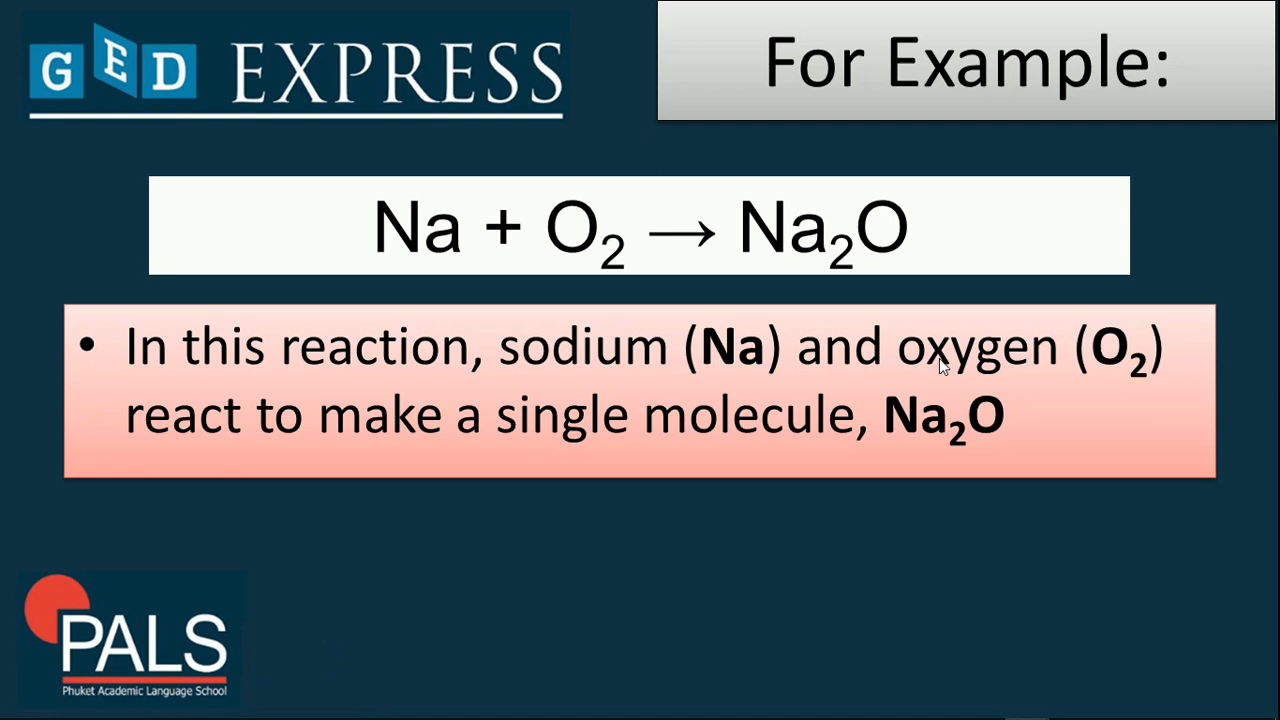 GED EXPRESS
For Example:
Na + O₂ → Na₂O
• In this reaction, sodium (Na) and oxygen (O₂)
react to make a single molecule, Na₂O
PALS
Phuket Academic Language School